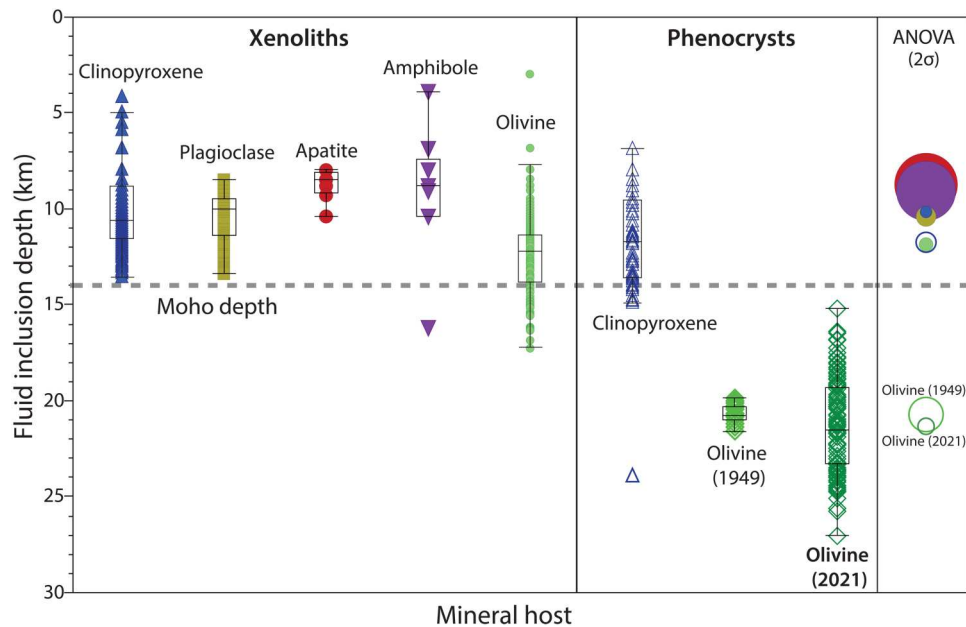 Xenoliths
Phenocrysts
ANOVA
(2σ)
Fluid inclusion depth (km)
0
5
10
15
20
25
30
Clinopyroxene
Plagioclase
Apatite
Amphibole
Olivine
Moho depth
Clinopyroxene
Olivine
(1949)
Olivine
(2021)
Olivine (1949)
Olivine (2021)
Mineral host